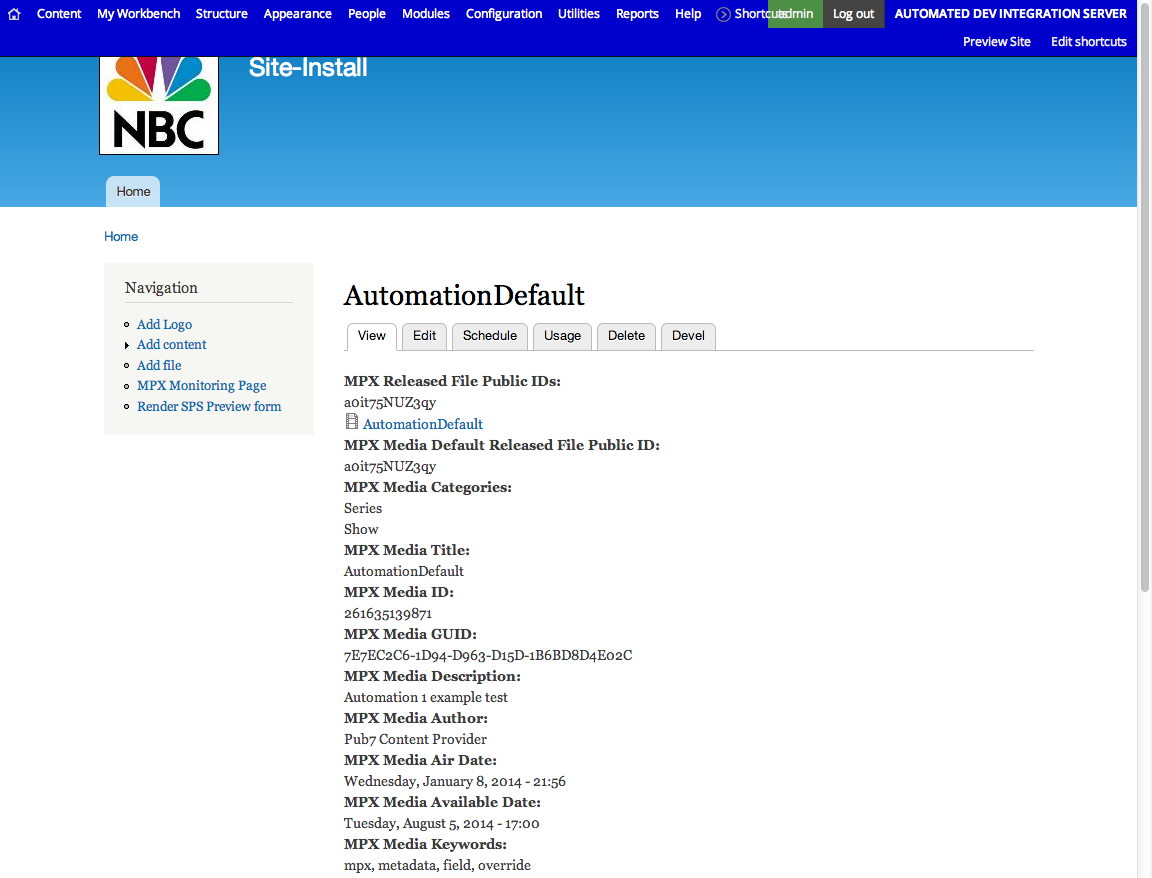 Content My Workbench Structure Appearance People Modules Configuration Utilities Reports Help Shortcuts admin Log out AUTOMATED DEV INTEGRATION SERVER
Preview Site Edit shortcuts
Site-Install
NBC
Home
Home
Navigation
Add Logo
Add content
Add file
MPX Monitoring Page
Render SPS Preview form
AutomationDefault
View Edit Schedule Usage Delete Devel
MPX Released File Public IDs:
a0it75NUZ3qy
AutomationDefault
MPX Media Default Released File Public ID:
a0it75NUZ3qy
MPX Media Categories:
Series
Show
MPX Media Title:
AutomationDefault
MPX Media ID:
261635139871
MPX Media GUID:
7E7EC2C6-1D94-D963-D15D-1B6BD8D4E02C
MPX Media Description:
Automation 1 example test
MPX Media Author:
Pub7 Content Provider
MPX Media Air Date:
Wednesday, January 8, 2014 - 21:56
MPX Media Available Date:
Tuesday, August 5, 2014 - 17:00
MPX Media Keywords:
mpx, metadata, field, override